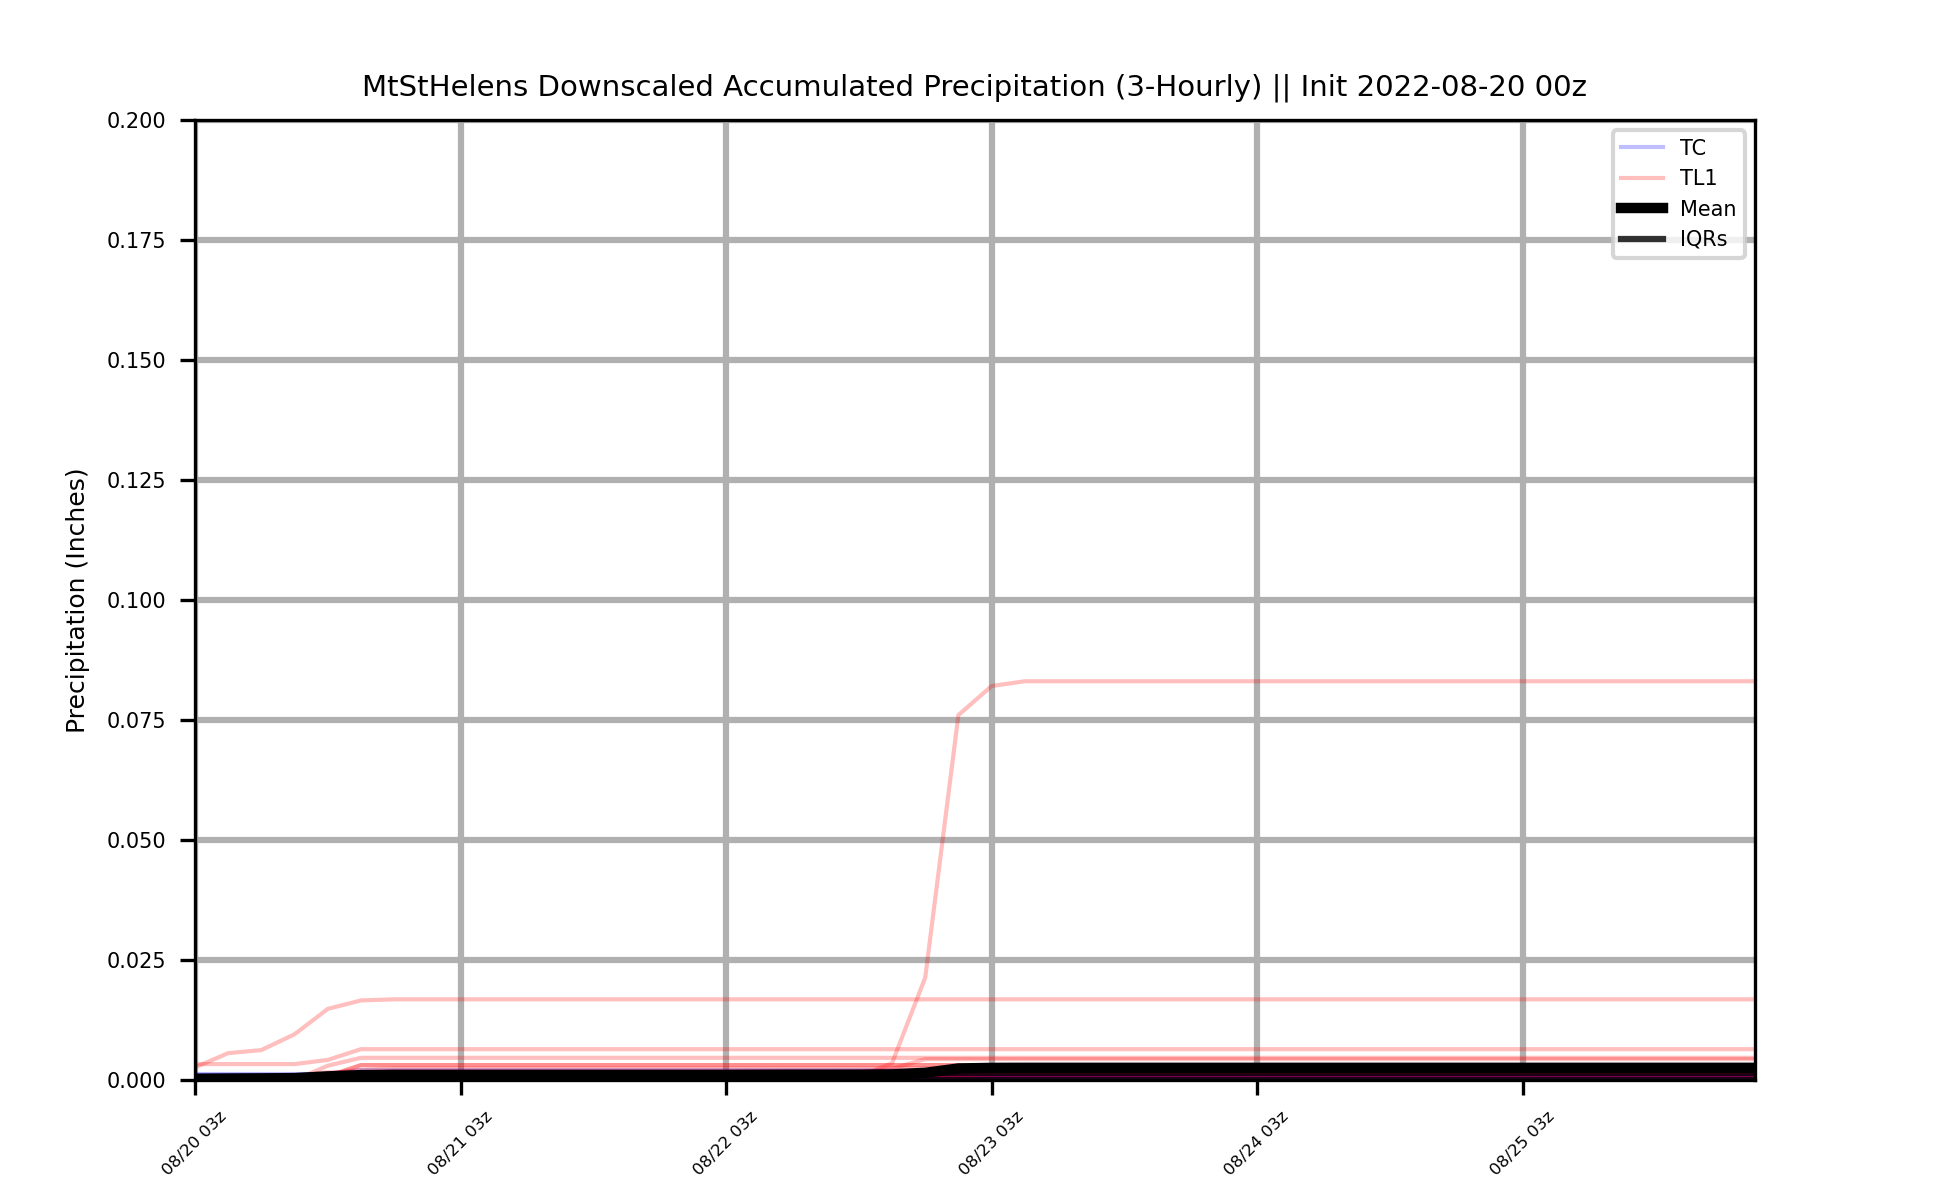 MtStHelens Downscaled Accumulated Precipitation (3-Hourly) || Init 2022-08-20 00z
TC
TL1
Mean
IQRs
Precipitation (Inches)
0.200
0.175
0.150
0.125
0.100
0.075
0.050
0.025
0.000
08/20 03z
08/21 03z
08/22 03z
08/23 03z
08/24 03z
08/25 03z